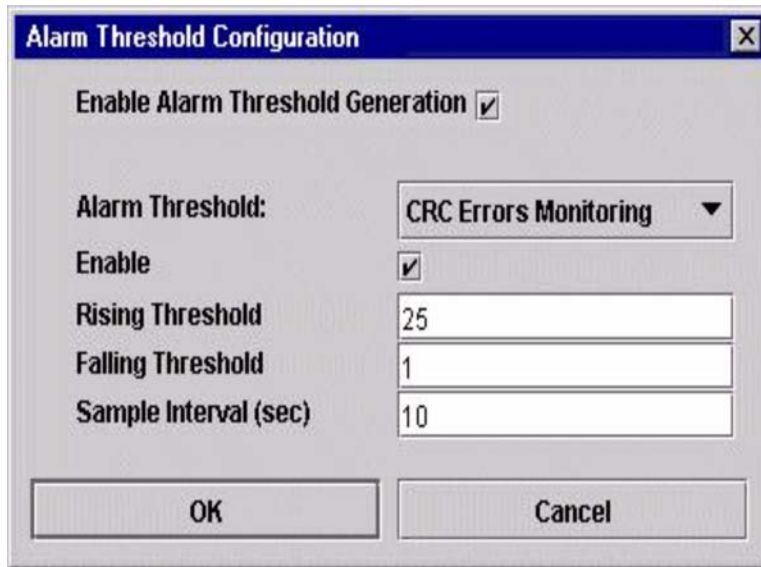 Alarm Threshold Configuration
Enable Alarm Threshold Generation
Alarm Threshold: CRC Errors Monitoring
Enable
Rising Threshold 25
Falling Threshold 1
Sample Interval (sec) 10
OK Cancel